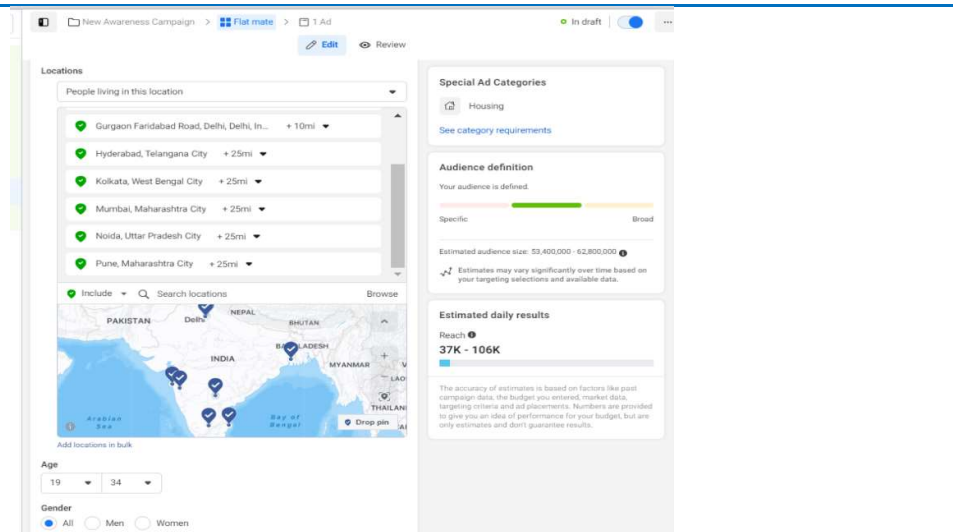 New Awareness Campaign > Flat mate > 1 Ad
In draft
Edit Review
Locations
People living in this location
Gurgaon Faridabad Road, Delhi, Delhi, In... + 10mi
Hyderabad, Telangana City + 25mi
Kolkata, West Bengal City + 25mi
Mumbai, Maharashtra City + 25mi
Noida, Uttar Pradesh City + 25mi
Pune, Maharashtra City + 25mi
Include Search locations Browse
PAKISTAN Delhi NEPAL BHUTAN
BANGLADESH
INDIA
MYANMAR
LAO
THAILAN
Arabian Sea
Bay of Bengal
Drop pin
Add locations in bulk
Age
19 34
Gender
All Men Women
Special Ad Categories
Housing
See category requirements
Audience definition
Your audience is defined.
Specific Broad
Estimated audience size: 53,400,000 - 62,800,000
Estimates may vary significantly over time based on
your targeting selections and available data.
Estimated daily results
Reach
37K - 106K
The accuracy of estimates is based on factors like past
campaign data, the budget you entered, market data,
targeting criteria and ad placements. Numbers are provided
to give you an idea of performance for your budget, but are
only estimates and don't guarantee results.